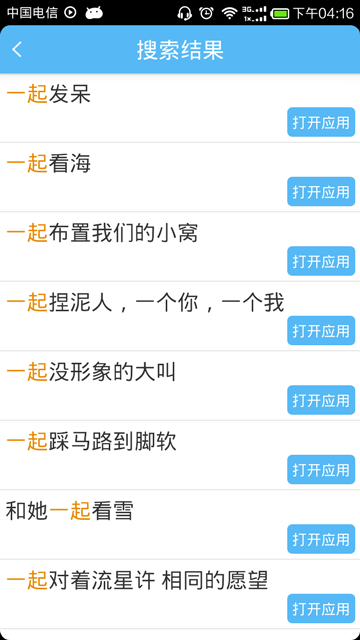 中国电信 3G 1x 下午04:16
搜索结果
一起发呆
打开应用
一起看海
打开应用
一起布置我们的小窝
打开应用
一起捏泥人，一个你，一个我
打开应用
一起没形象的大叫
打开应用
一起踩马路到脚软
打开应用
和她一起看雪
打开应用
一起对着流星许 相同的愿望
打开应用